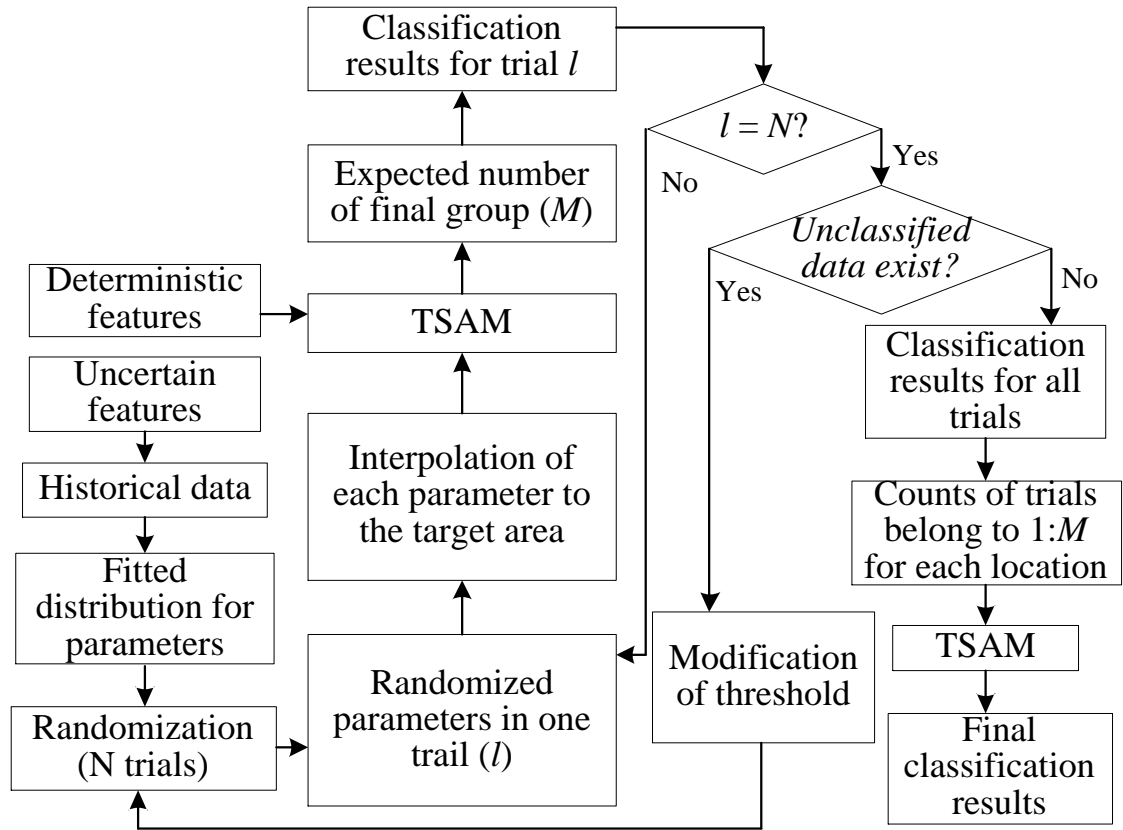 Classification
results for trial l
l = N?
Yes
No
Expected number
of final group (M)
Unclassified
data exist?
Yes
No
Deterministic
features
TSAM
Uncertain
features
Classification
results for all
trials
Historical data
Interpolation of
each parameter to
the target area
Counts of trials
belong to 1:M
for each location
Fitted
distribution for
parameters
TSAM
Modification
of threshold
Randomized
parameters in one
trail (l)
Randomization
(N trials)
Final
classification
results